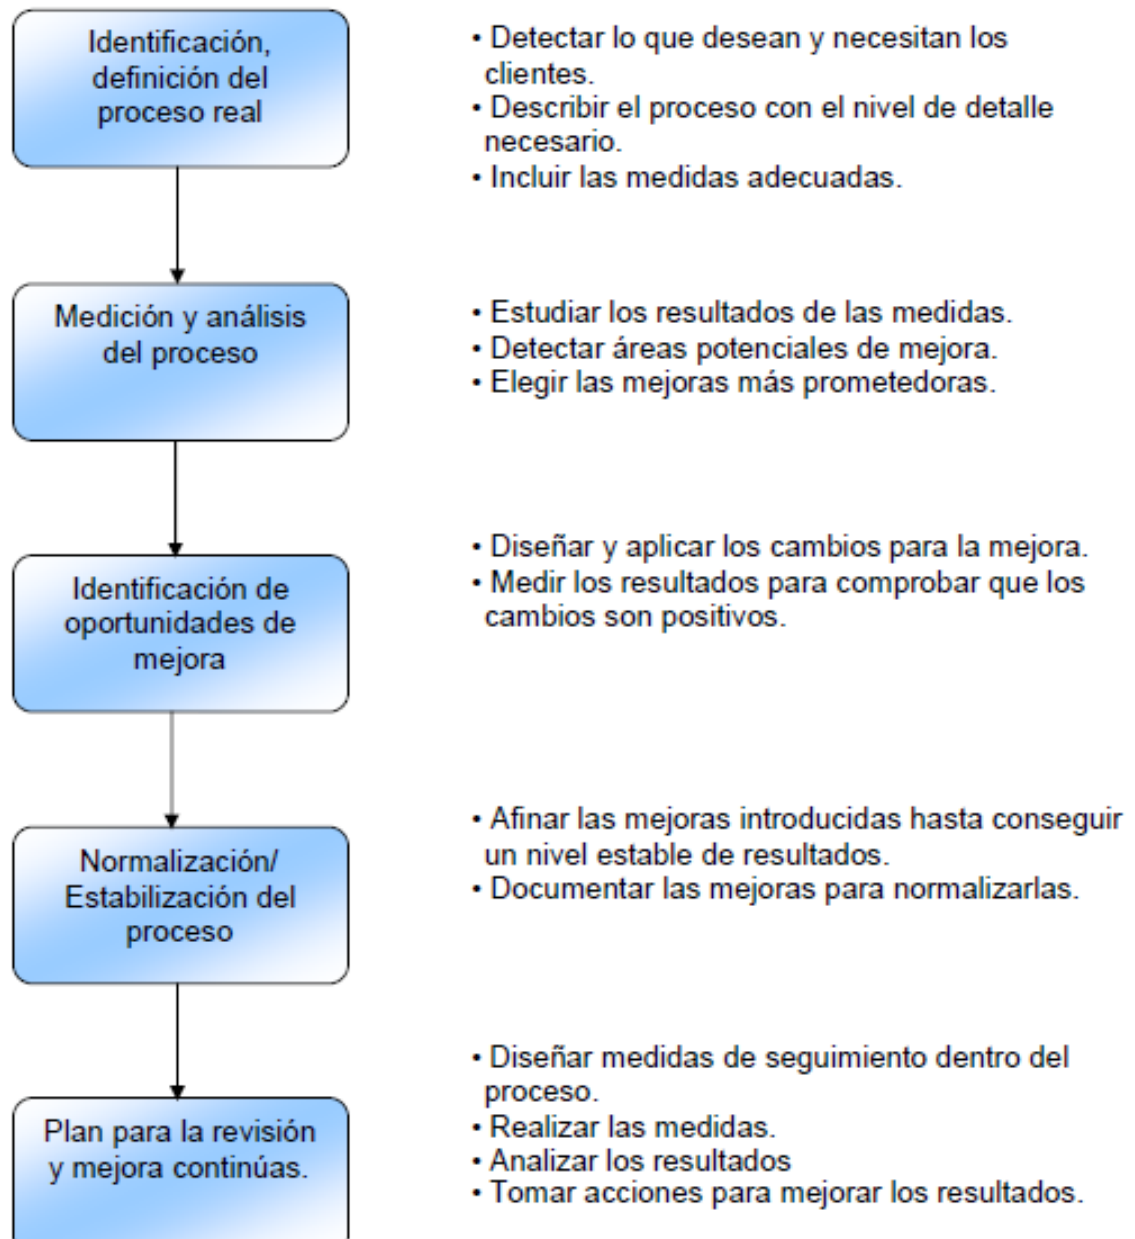 Identificación,
definición del
proceso real
• Detectar lo que desean y necesitan los
clientes.
• Describir el proceso con el nivel de detalle
necesario.
• Incluir las medidas adecuadas.
Medición y análisis
del proceso
• Estudiar los resultados de las medidas.
• Detectar áreas potenciales de mejora.
• Elegir las mejoras más prometedoras.
Identificación de
oportunidades de
mejora
• Diseñar y aplicar los cambios para la mejora.
• Medir los resultados para comprobar que los
cambios son positivos.
Normalización/
Estabilización del
proceso
• Afinar las mejoras introducidas hasta conseguir
un nivel estable de resultados.
• Documentar las mejoras para normalizarlas.
Plan para la revisión
y mejora continúas.
• Diseñar medidas de seguimiento dentro del
proceso.
• Realizar las medidas.
• Analizar los resultados
• Tomar acciones para mejorar los resultados.